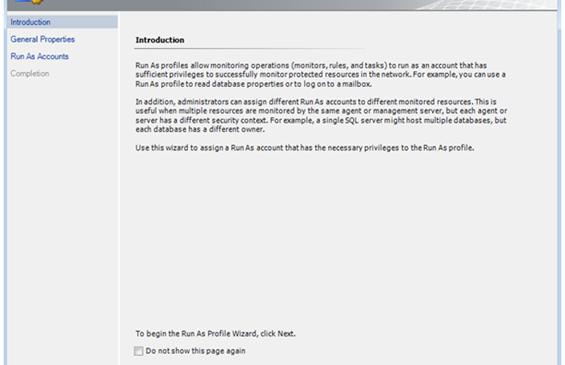 Introduction
General Properties
Run As Accounts
Completion
Introduction
Run As profiles allow monitoring operations (monitors, rules, and tasks) to run as an account that has
sufficient privileges to successfully monitor protected resources in the network. For example, you can use a
Run As profile to read database properties or to log on to a mailbox.
In addition, administrators can assign different Run As accounts to different monitored resources. This is
useful when multiple resources are monitored by the same agent or management server, but each agent or
server has a different security context. For example, a single SQL server might host multiple databases, but
each database has a different owner.
Use this wizard to assign a Run As account that has the necessary privileges to the Run As profile.
To begin the Run As Profile Wizard, click Next.
Do not show this page again